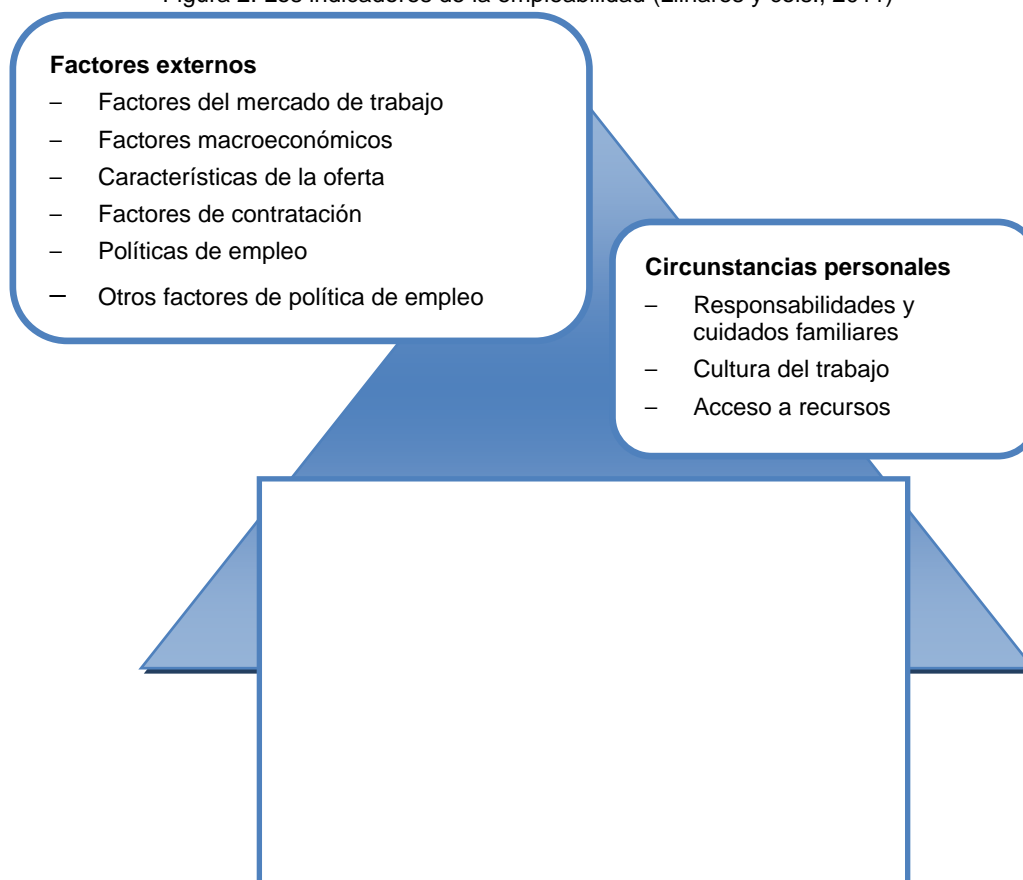 Factores externos
– Factores del mercado de trabajo
– Factores macroeconómicos
– Características de la oferta
– Factores de contratación
– Políticas de empleo
– Otros factores de política de empleo
Circunstancias personales
– Responsabilidades y
cuidados familiares
– Cultura del trabajo
– Acceso a recursos